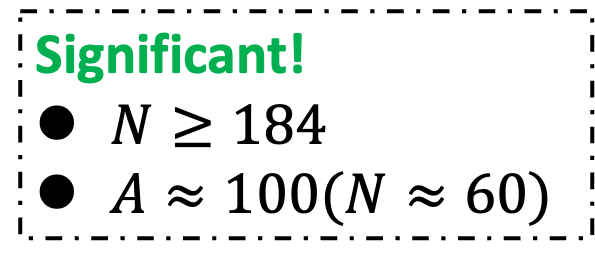 Significant!
● N ≥ 184
● A ≈ 100(N ≈ 60)